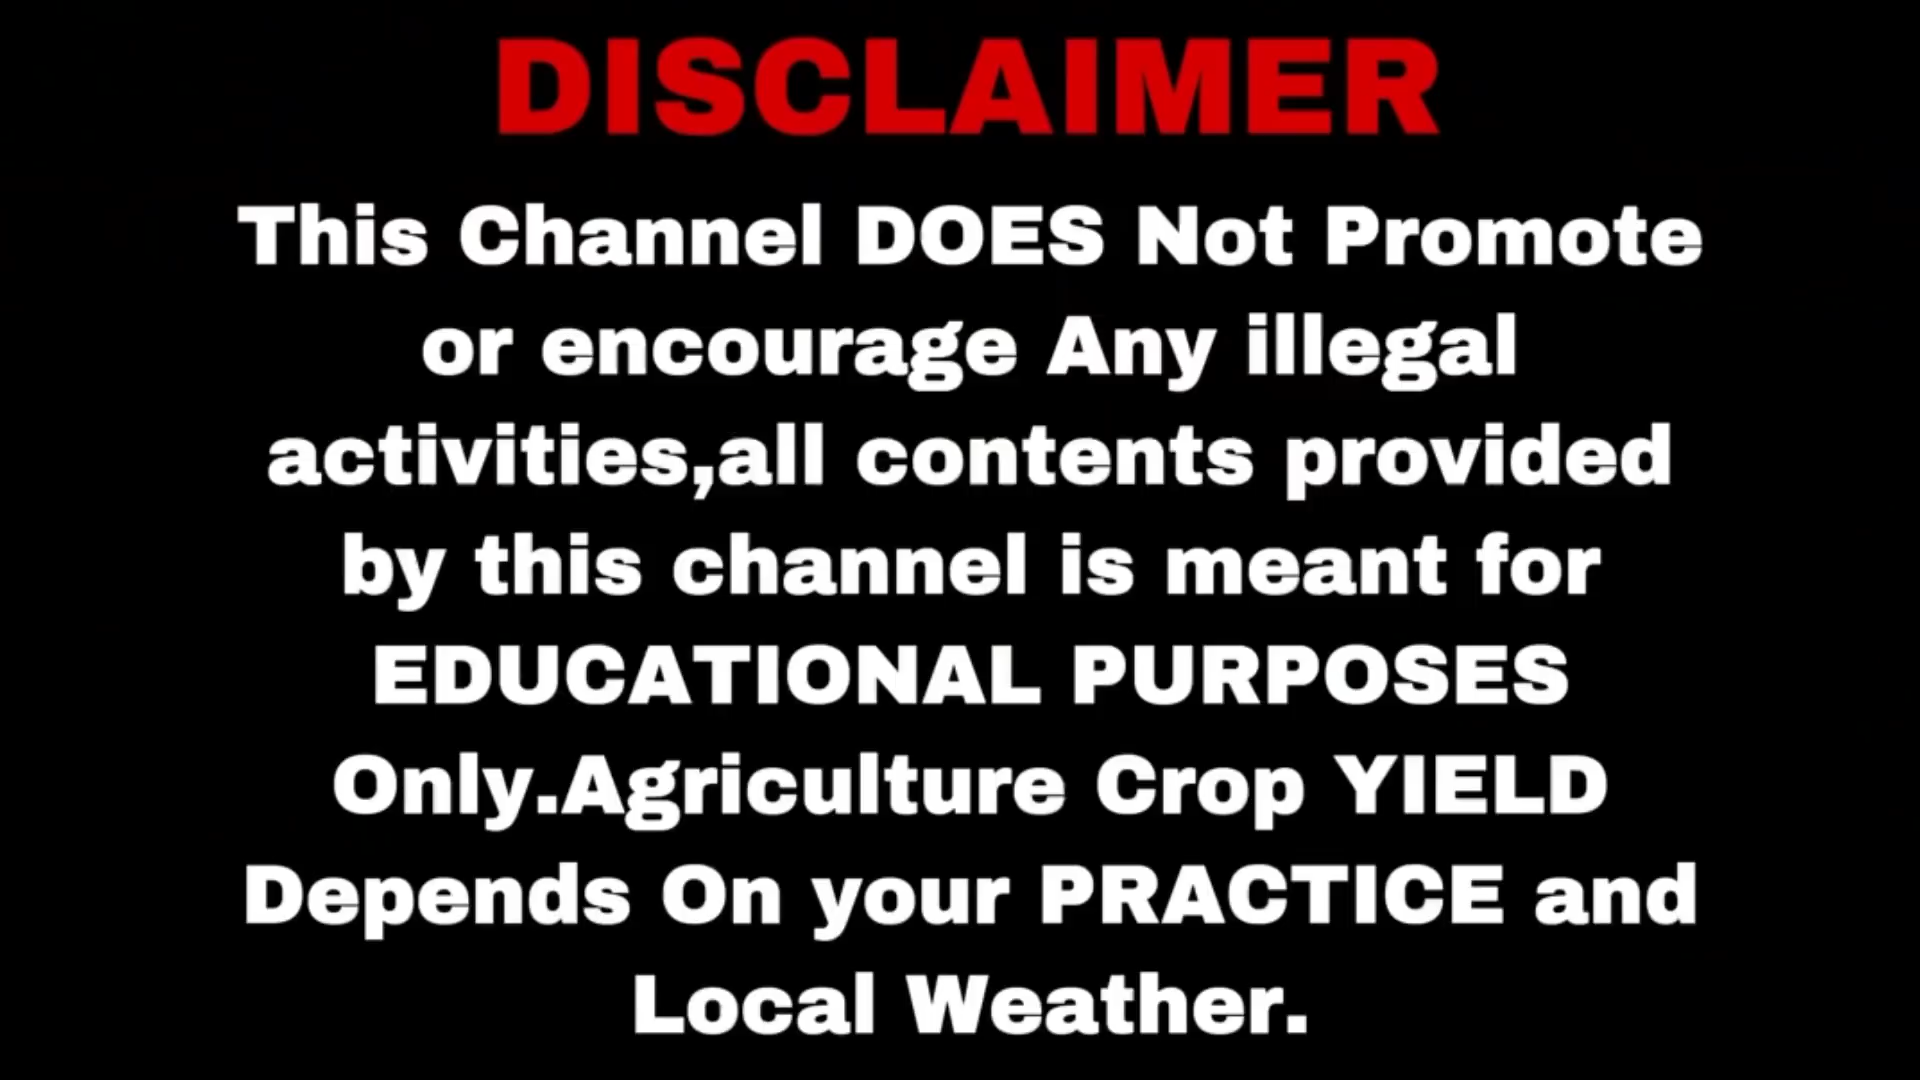 DISCLAIMER
This Channel DOES Not Promote
or encourage Any illegal
activities,all contents provided
by this channel is meant for
EDUCATIONAL PURPOSES
Only.Agriculture Crop YIELD
Depends On your PRACTICE and
Local Weather.